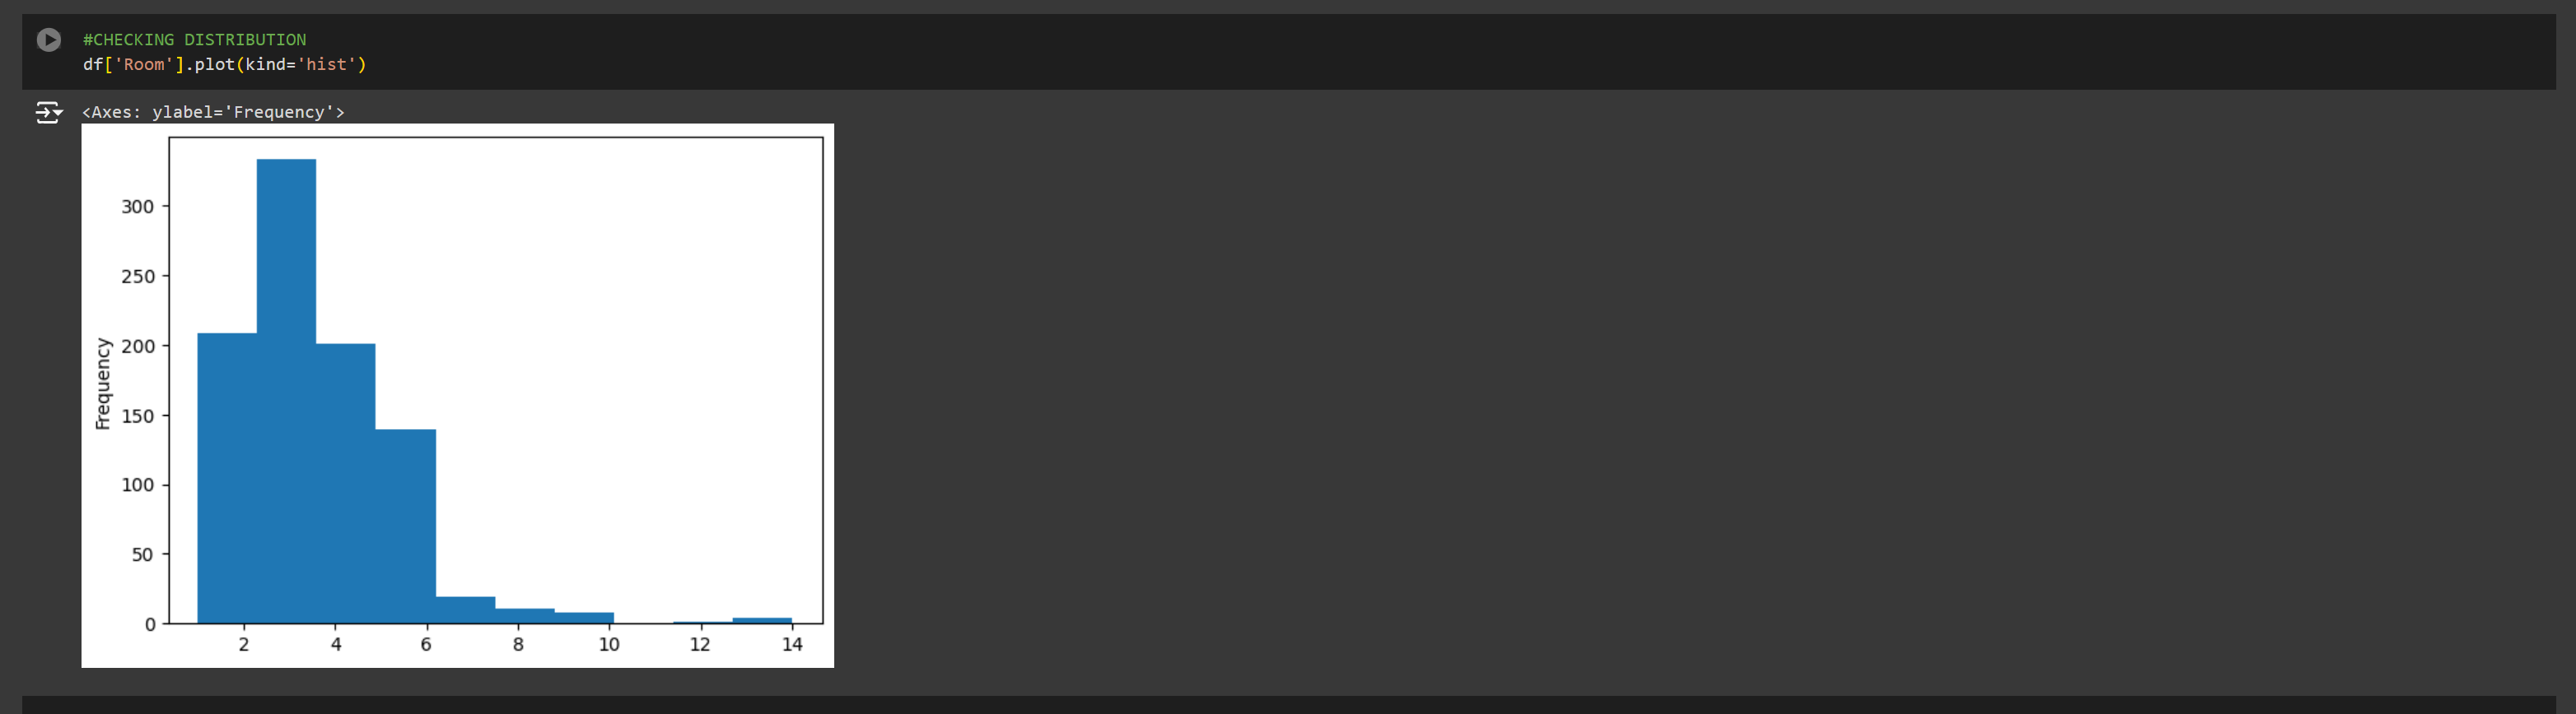 #CHECKING DISTRIBUTION
df['Room'].plot(kind='hist')
<Axes: ylabel='Frequency'>
300
250
200
150
100
50
0
Frequency
2 4 6 8 10 12 14